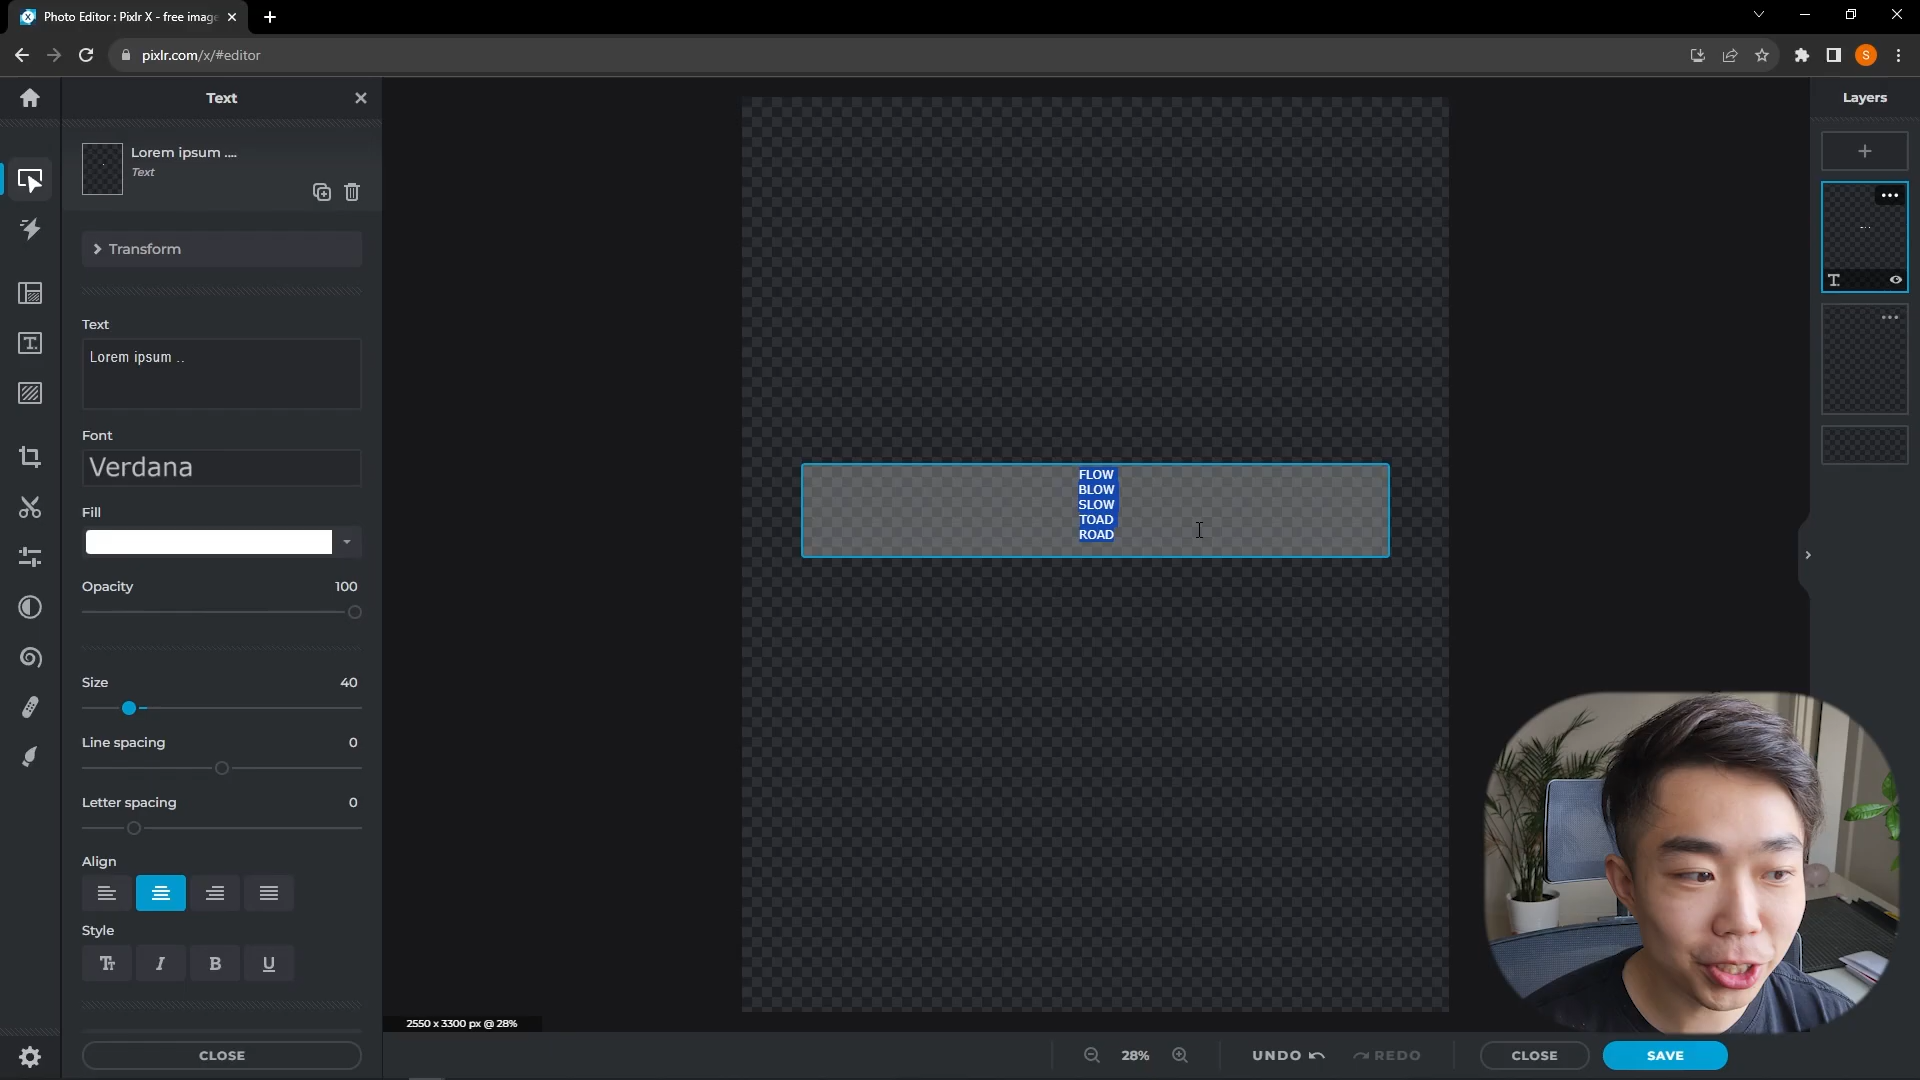 Photo Editor : Pixlr X - free image
pixlr.com/x/#editor
S
Text
Layers
Lorem ipsum ....
Text
Transform
Text
Lorem ipsum ..
Font
Verdana
Fill
Opacity 100
Size 40
Line spacing 0
Letter spacing 0
Align
Style
Tт I B U
FLOW
BLOW
SLOW
TOAD
ROAD
T.
2550 x 3300 px @ 28%
CLOSE
28%
UNDO
REDO
CLOSE
SAVE